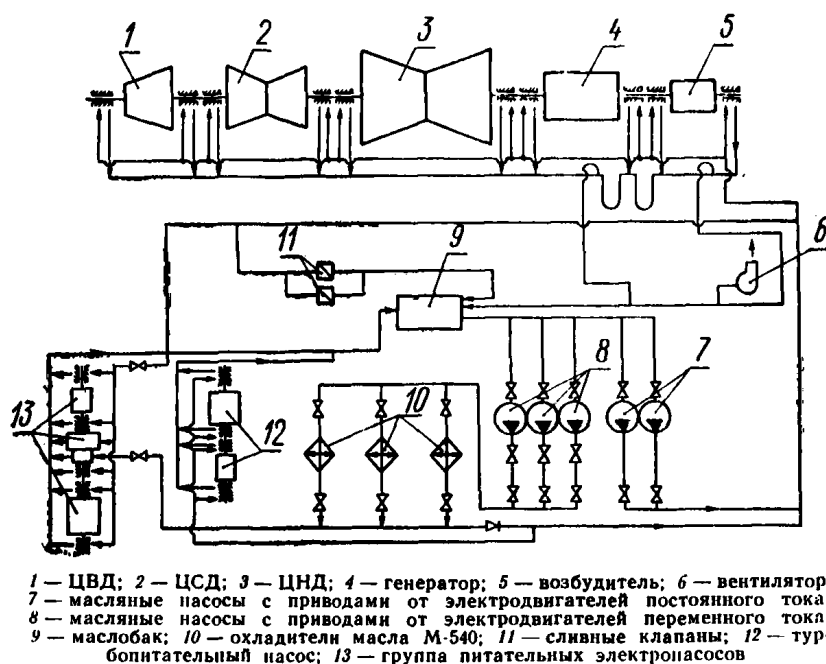 1 2 3 4 5
11 9 6
13 12 10 8 7
1 — ЦВД; 2 — ЦСД; 3 — ЦНД; 4 — генератор; 5 — возбудитель; 6 — вентилятор
7 — масляные насосы с приводами от электродвигателей постоянного тока
8 — масляные насосы с приводами от электродвигателей переменного тока
9 — маслобак; 10 — охладители масла М-540; 11 — сливные клапаны; 12 — тур-
бопитательный насос; 13 — группа питательных электронасосов